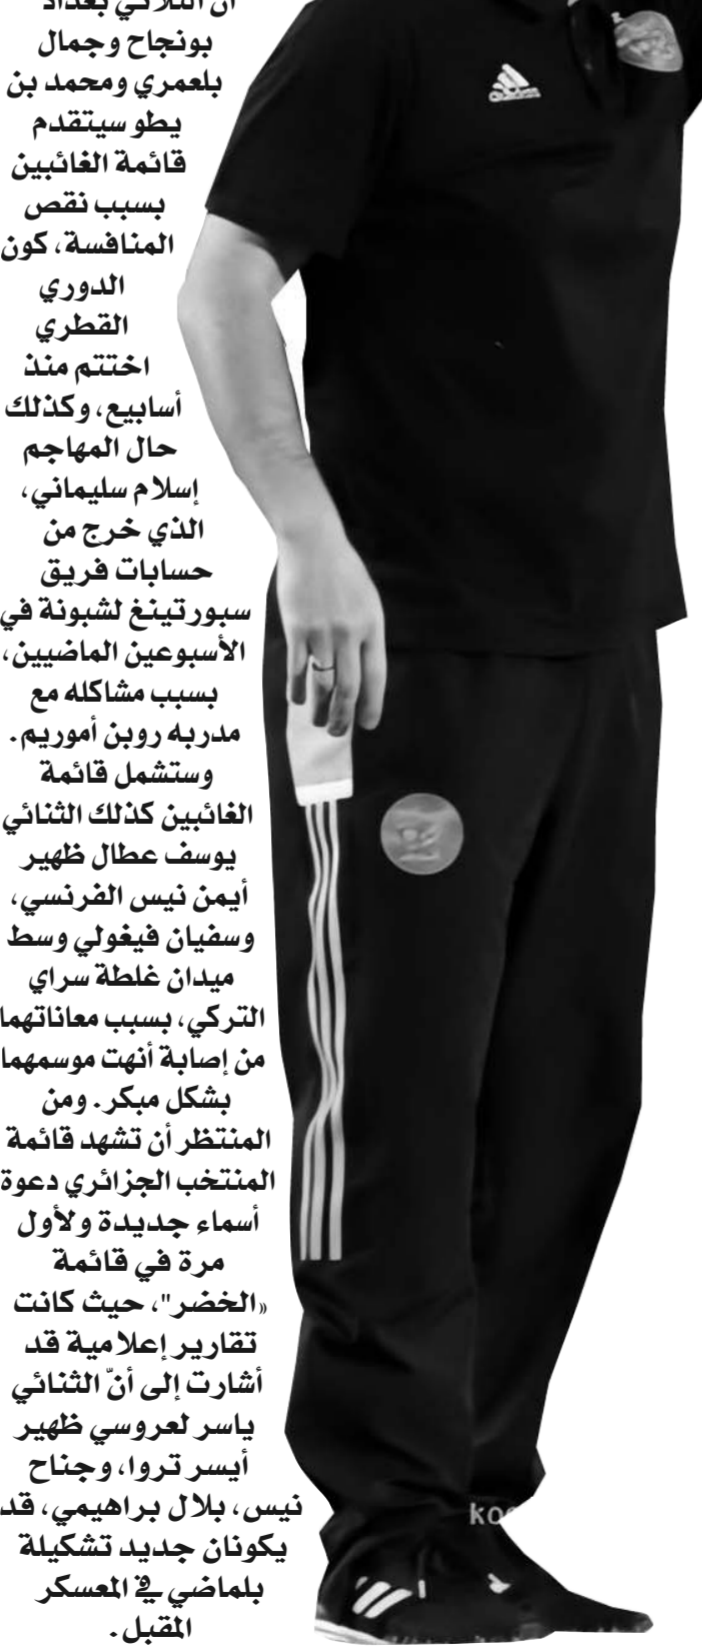 أن الثلاثي بغداد
بونجاح وجمال
بلعمري ومحمد بن
يطو سيتقدم
قائمة الغائبين
بسبب نقص
المنافسة، كون
الدوري
القطري
اختتم منذ
أسابيع، وكذلك
حال المهاجم
إسلام سليماني،
الذي خرج من
حسابات فريق
سبورتينغ لشبونة في
الأسبوعين الماضيين،
بسبب مشاكله مع
مدربه روبن أموريم.
وستشمل قائمة
الغائبين كذلك الثنائي
يوسف عطال ظهير
أيمن نيس الفرنسي،
وسفيان فيغولي وسط
ميدان غلطة سراي
التركي، بسبب معاناتهما
من إصابة أنهت موسمهما
بشكل مبكر. ومن
المنتظر أن تشهد قائمة
المنتخب الجزائري دعوة
أسماء جديدة ولأول
مرة في قائمة
«الخضر"، حيث كانت
تقارير إعلامية قد
أشارت إلى أنّ الثنائي
ياسر لعروسي ظهير
أيسر تروا، وجناح
نيس، بلال براهيمي، قد
يكونان جديد تشكيلة
بلماضي في المعسكر
المقبل.
adidas